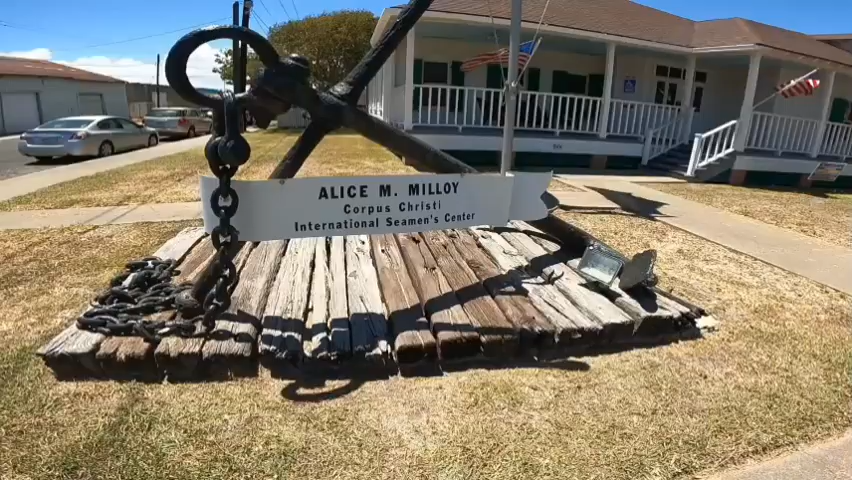 ALICE M. MILLOY
Corpus Christi
International Seamen's Center